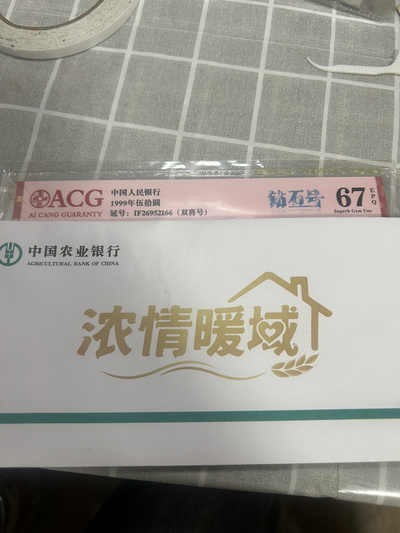 ACG
AI CANG GUARANTY
中国人民银行
1999年伍拾圆
冠号：IF26952166（双喜号）
钻石号
67
EPQ
Superb Gem Unc
中国农业银行
AGRICULTURAL BANK OF CHINA
浓情暖域